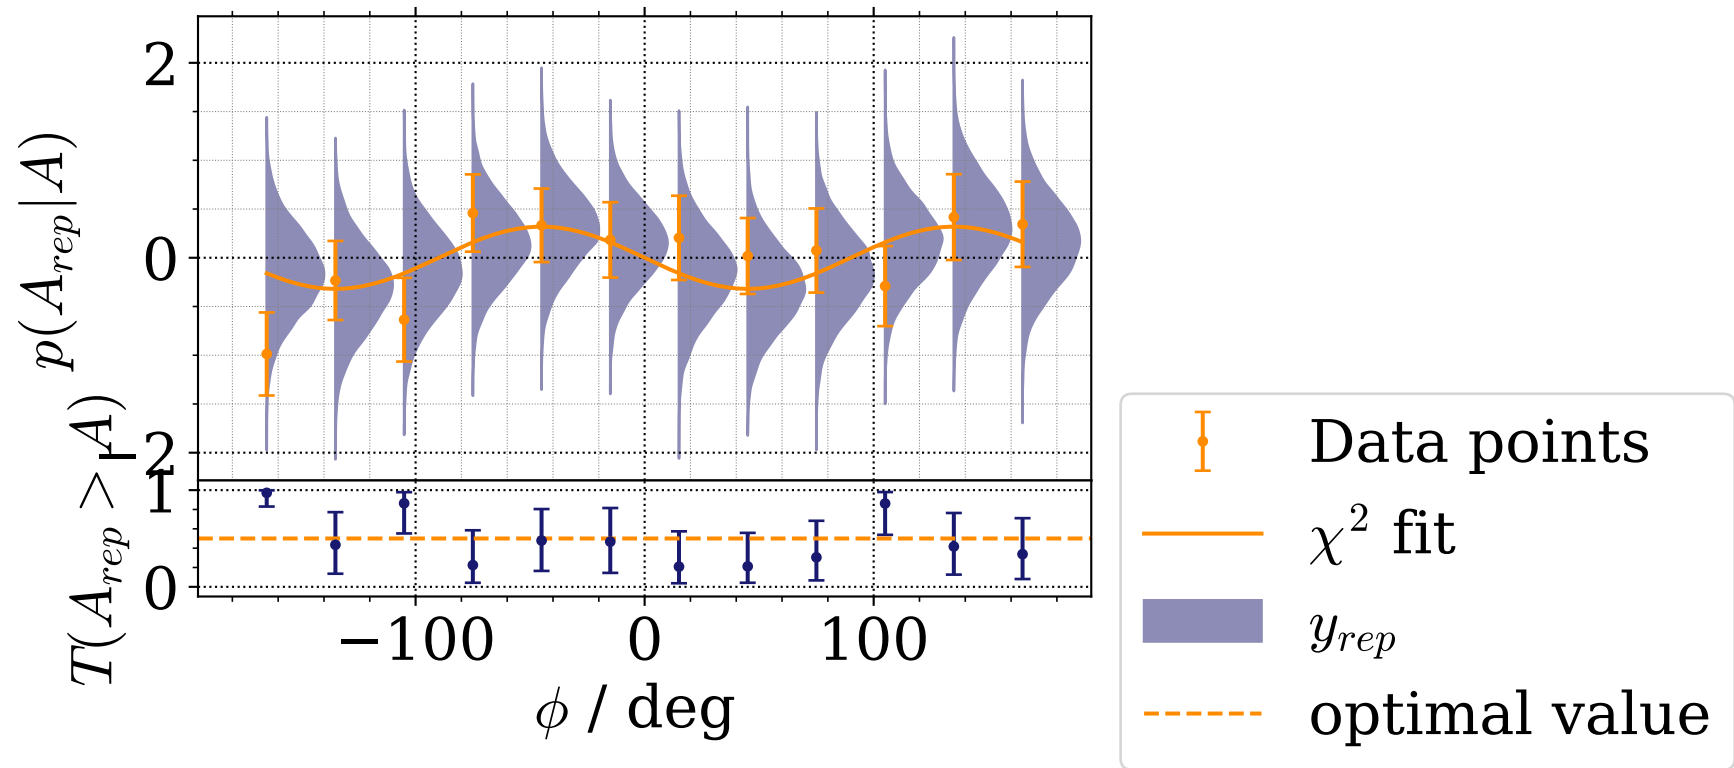 p(A_rep|A)
2
0
−2
T(A_rep > A)
1
0
−100 0 100
ϕ / deg
Data points
χ² fit
y_rep
optimal value